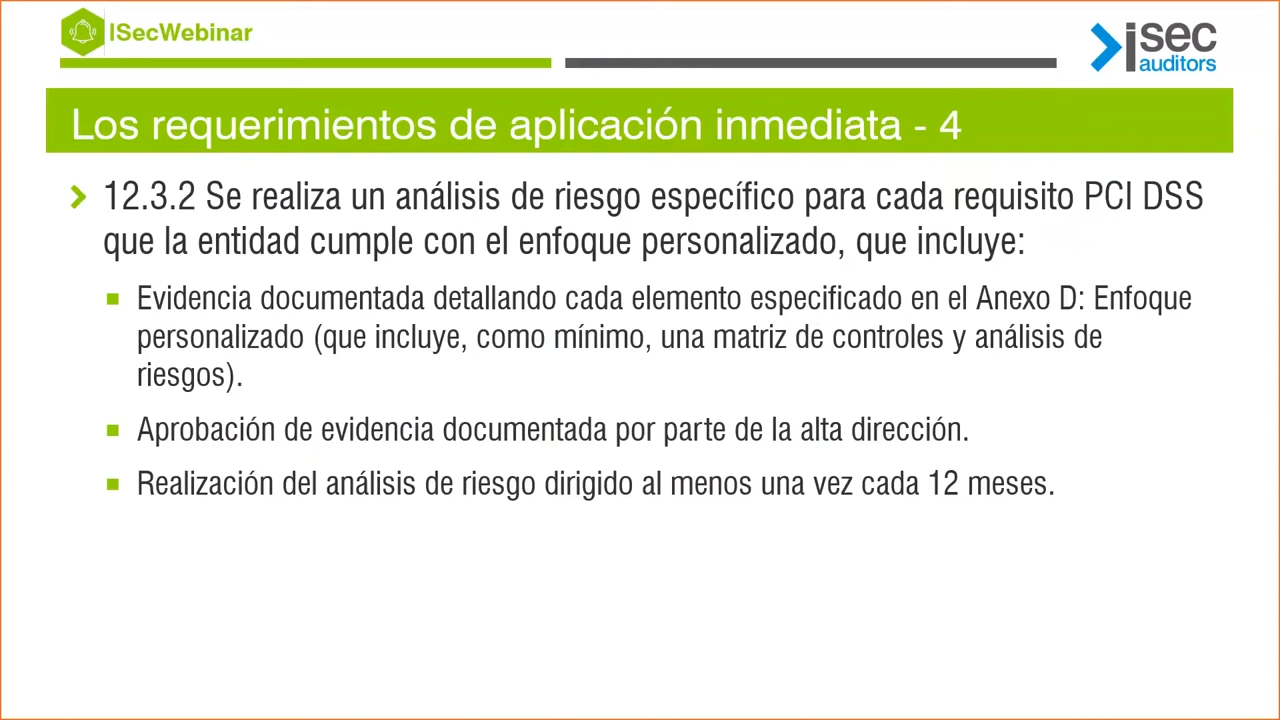 ISecWebinar
isec
auditors
Los requerimientos de aplicación inmediata - 4
12.3.2 Se realiza un análisis de riesgo específico para cada requisito PCI DSS
que la entidad cumple con el enfoque personalizado, que incluye:
Evidencia documentada detallando cada elemento especificado en el Anexo D: Enfoque
personalizado (que incluye, como mínimo, una matriz de controles y análisis de
riesgos).
Aprobación de evidencia documentada por parte de la alta dirección.
Realización del análisis de riesgo dirigido al menos una vez cada 12 meses.